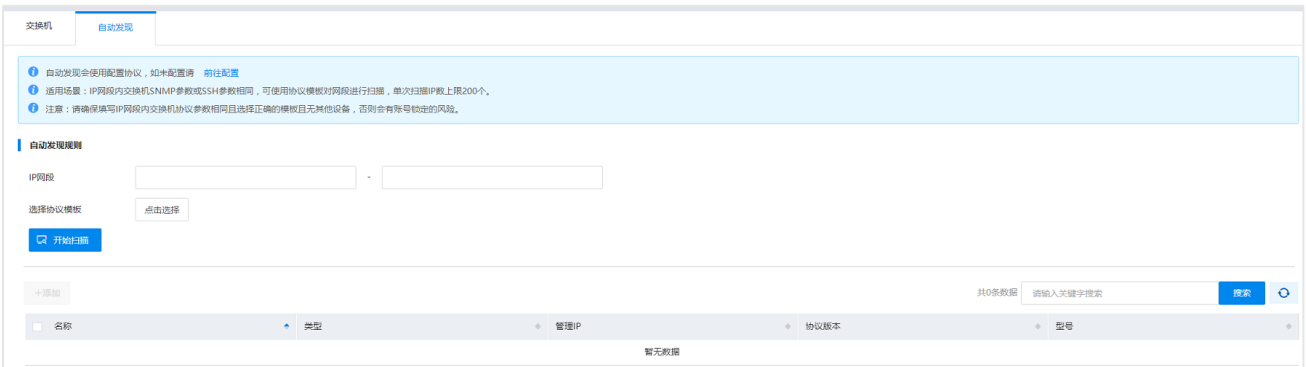 交换机 自动发现
自动发现会使用配置协议，如未配置请 前往配置
适用场景：IP网段内交换机SNMP参数或SSH参数相同，可使用协议模板对网段进行扫描，单次扫描IP数上限200个。
注意：请确保填写IP网段内交换机协议参数相同且选择正确的模板且无其他设备，否则会有账号锁定的风险。
自动发现规则
IP网段 -
选择协议模板 点击选择
开始扫描
+添加 共0条数据 请输入关键字搜索 搜索
名称 类型 管理IP 协议版本 型号
暂无数据